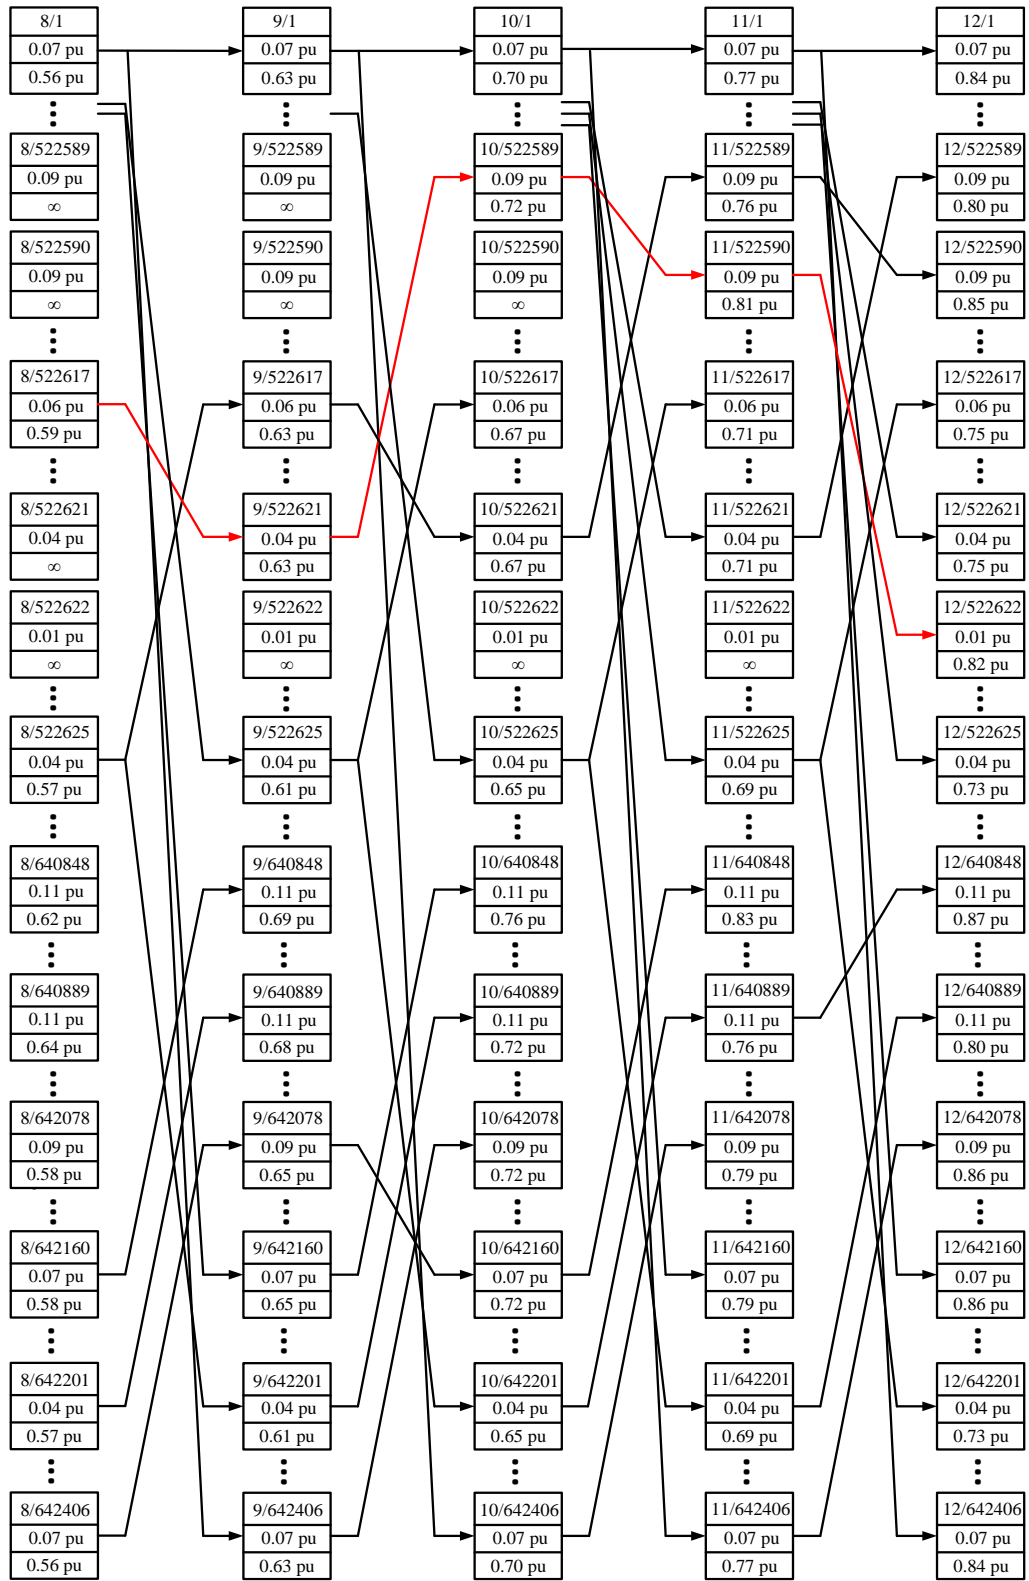 8/1
0.07 pu
0.56 pu
8/522589
0.09 pu
∞
8/522590
0.09 pu
∞
8/522617
0.06 pu
0.59 pu
8/522621
0.04 pu
∞
8/522622
0.01 pu
∞
8/522625
0.04 pu
0.57 pu
8/640848
0.11 pu
0.62 pu
8/640889
0.11 pu
0.64 pu
8/642078
0.09 pu
0.58 pu
8/642160
0.07 pu
0.58 pu
8/642201
0.04 pu
0.57 pu
8/642406
0.07 pu
0.56 pu
9/1
0.07 pu
0.63 pu
9/522589
0.09 pu
∞
9/522590
0.09 pu
∞
9/522617
0.06 pu
0.63 pu
9/522621
0.04 pu
0.63 pu
9/522622
0.01 pu
∞
9/522625
0.04 pu
0.61 pu
9/640848
0.11 pu
0.69 pu
9/640889
0.11 pu
0.68 pu
9/642078
0.09 pu
0.65 pu
9/642160
0.07 pu
0.65 pu
9/642201
0.04 pu
0.61 pu
9/642406
0.07 pu
0.63 pu
10/1
0.07 pu
0.70 pu
10/522589
0.09 pu
0.72 pu
10/522590
0.09 pu
∞
10/522617
0.06 pu
0.67 pu
10/522621
0.04 pu
0.67 pu
10/522622
0.01 pu
∞
10/522625
0.04 pu
0.65 pu
10/640848
0.11 pu
0.76 pu
10/640889
0.11 pu
0.72 pu
10/642078
0.09 pu
0.72 pu
10/642160
0.07 pu
0.72 pu
10/642201
0.04 pu
0.65 pu
10/642406
0.07 pu
0.70 pu
11/1
0.07 pu
0.77 pu
11/522589
0.09 pu
0.76 pu
11/522590
0.09 pu
0.81 pu
11/522617
0.06 pu
0.71 pu
11/522621
0.04 pu
0.71 pu
11/522622
0.01 pu
∞
11/522625
0.04 pu
0.69 pu
11/640848
0.11 pu
0.83 pu
11/640889
0.11 pu
0.76 pu
11/642078
0.09 pu
0.79 pu
11/642160
0.07 pu
0.79 pu
11/642201
0.04 pu
0.69 pu
11/642406
0.07 pu
0.77 pu
12/1
0.07 pu
0.84 pu
12/522589
0.09 pu
0.80 pu
12/522590
0.09 pu
0.85 pu
12/522617
0.06 pu
0.75 pu
12/522621
0.04 pu
0.75 pu
12/522622
0.01 pu
0.82 pu
12/522625
0.04 pu
0.73 pu
12/640848
0.11 pu
0.87 pu
12/640889
0.11 pu
0.80 pu
12/642078
0.09 pu
0.86 pu
12/642160
0.07 pu
0.86 pu
12/642201
0.04 pu
0.73 pu
12/642406
0.07 pu
0.84 pu